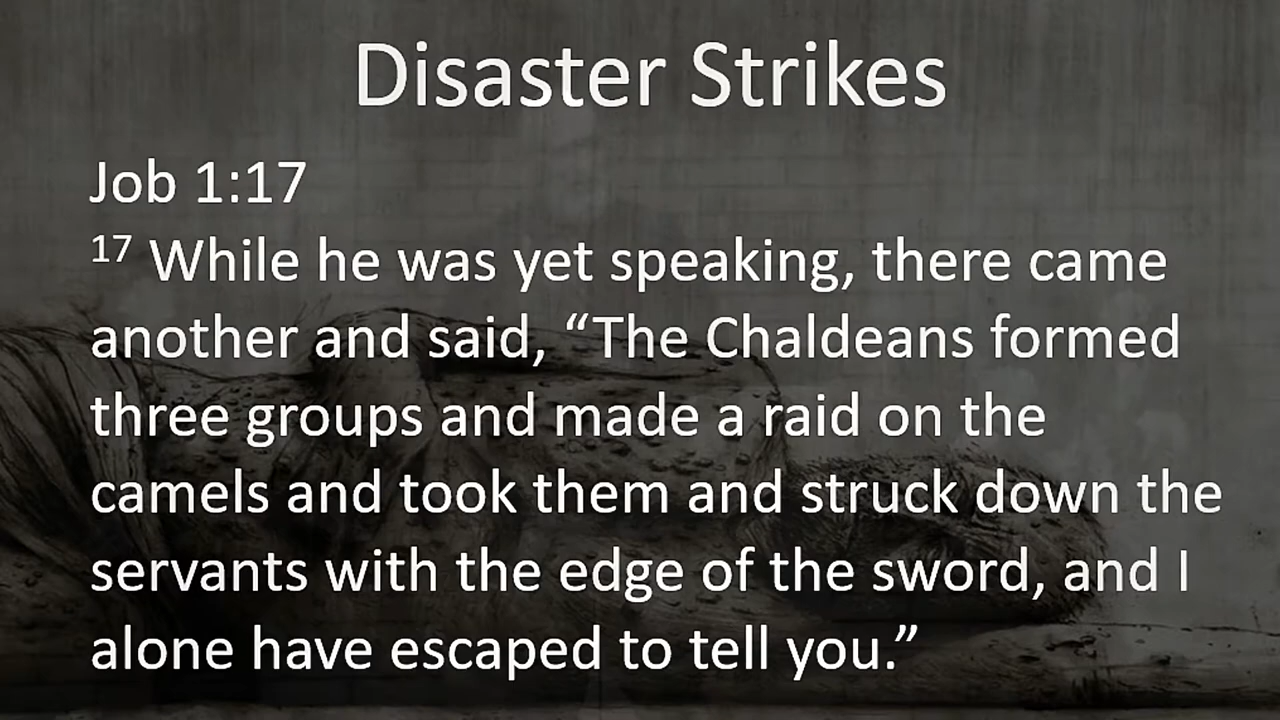 Disaster Strikes
Job 1:17
17 While he was yet speaking, there came
another and said, “The Chaldeans formed
three groups and made a raid on the
camels and took them and struck down the
servants with the edge of the sword, and I
alone have escaped to tell you.”